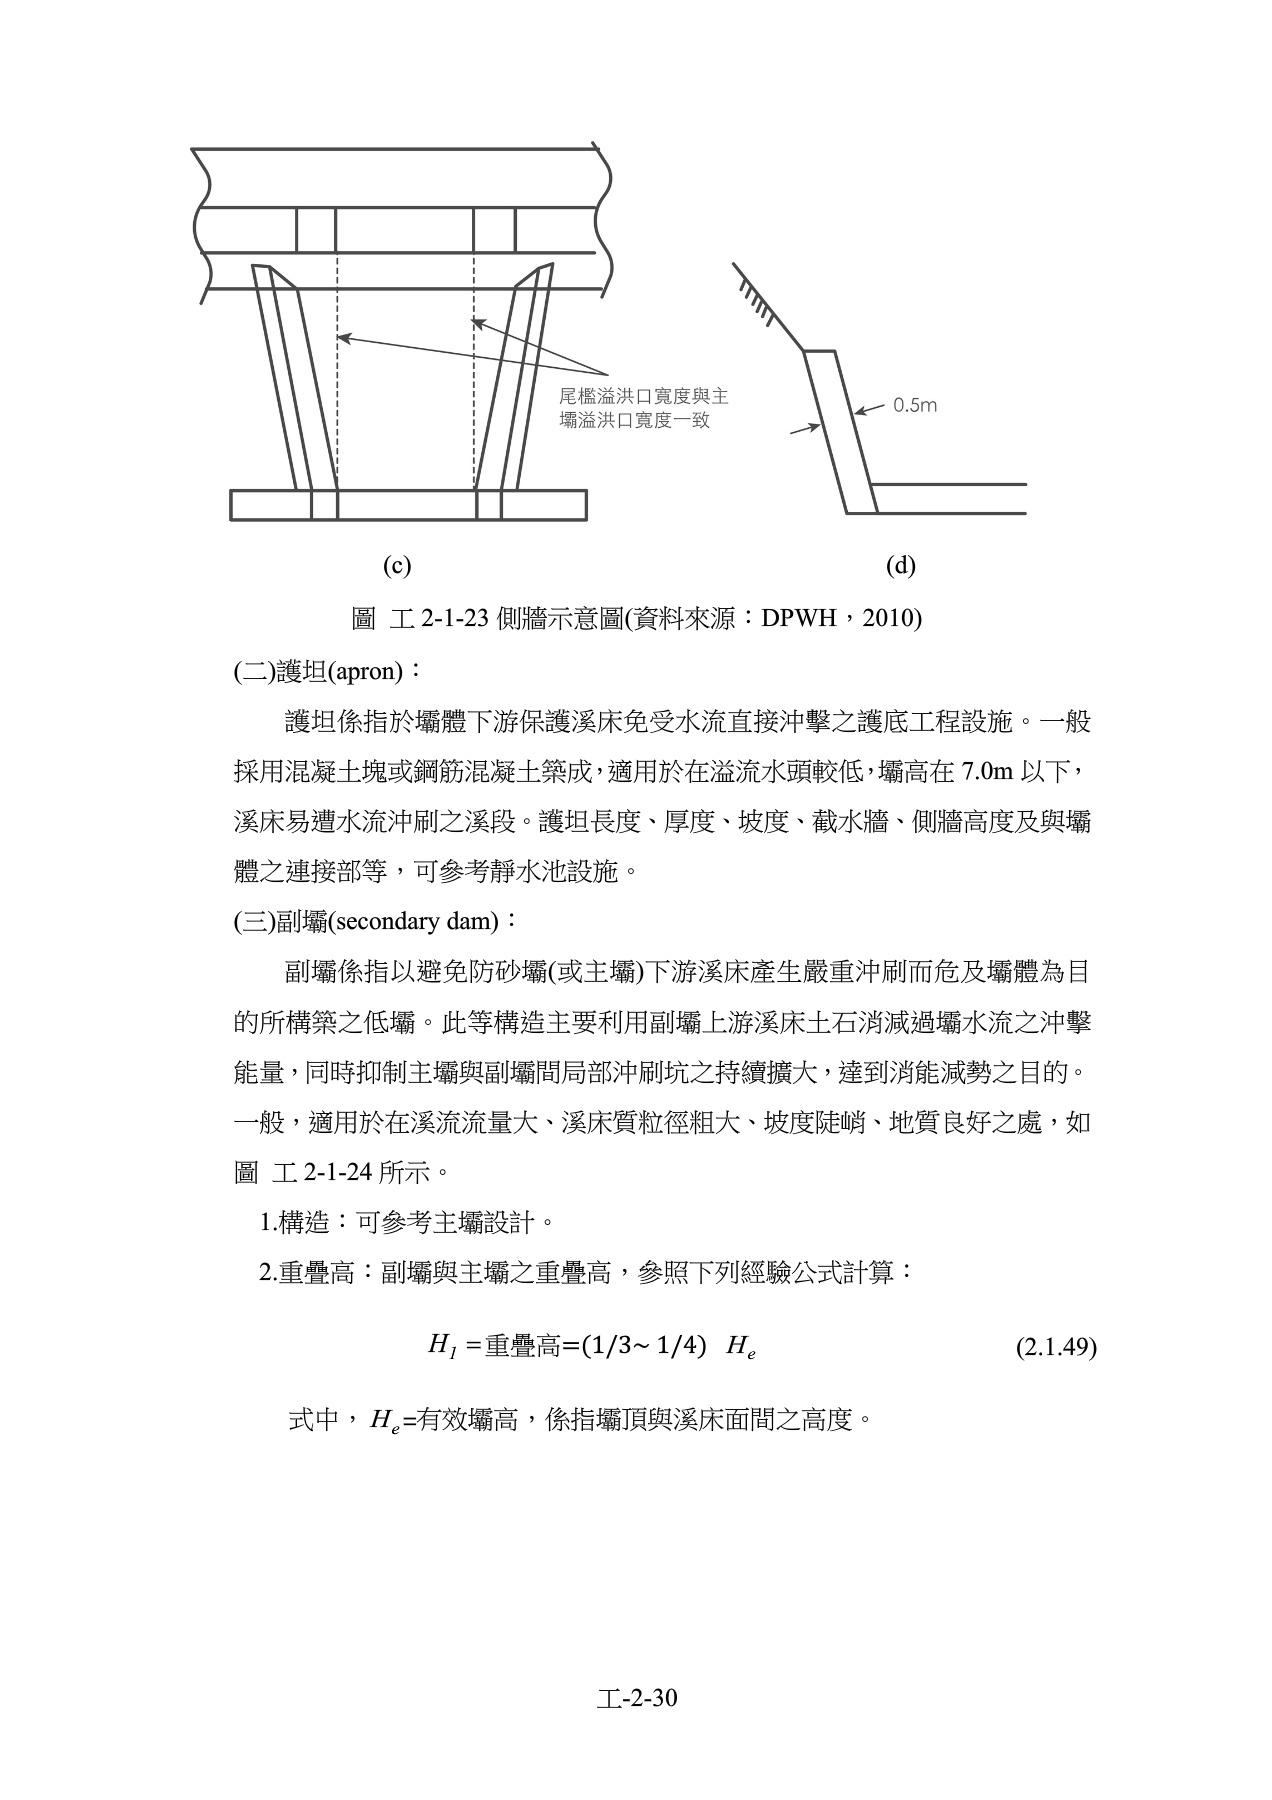 尾檻溢洪口寬度與主
壩溢洪口寬度一致
0.5m
(c)
(d)
圖 工 2-1-23 側牆示意圖(資料來源：DPWH，2010)
(二)護坦(apron)：
護坦係指於壩體下游保護溪床免受水流直接沖擊之護底工程設施。一般
採用混凝土塊或鋼筋混凝土築成，適用於在溢流水頭較低，壩高在 7.0m 以下，
溪床易遭水流沖刷之溪段。護坦長度、厚度、坡度、截水牆、側牆高度及與壩
體之連接部等，可參考靜水池設施。
(三)副壩(secondary dam)：
副壩係指以避免防砂壩(或主壩)下游溪床產生嚴重沖刷而危及壩體為目
的所構築之低壩。此等構造主要利用副壩上游溪床土石消減過壩水流之沖擊
能量，同時抑制主壩與副壩間局部沖刷坑之持續擴大，達到消能減勢之目的。
一般，適用於在溪流流量大、溪床質粒徑粗大、坡度陡峭、地質良好之處，如
圖 工 2-1-24 所示。
1.構造：可參考主壩設計。
2.重疊高：副壩與主壩之重疊高，參照下列經驗公式計算：
H1 =重疊高=(1/3~ 1/4) He (2.1.49)
式中，He=有效壩高，係指壩頂與溪床面間之高度。
工-2-30